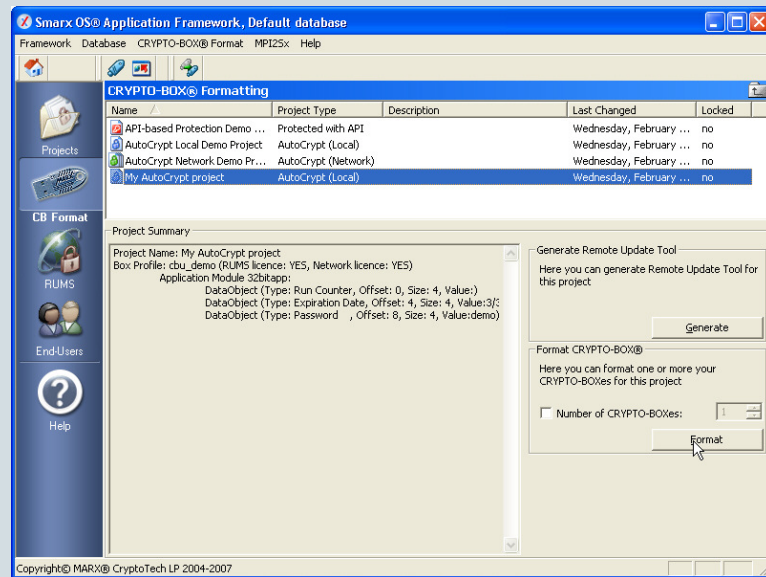 Smarx OS® Application Framework, Default database
Framework Database CRYPTO-BOX® Format MPI25x Help
CRYPTO-BOX® Formatting
Name Project Type Description Last Changed Locked
API-based Protection Demo ... Protected with API Wednesday, February ... no
AutoCrypt Local Demo Project AutoCrypt (Local) Wednesday, February ... no
AutoCrypt Network Demo Pr... AutoCrypt (Network) Wednesday, February ... no
My AutoCrypt project AutoCrypt (Local) Wednesday, February ... no
Projects
CB Format
RUMS
End-Users
Help
Project Summary
Project Name: My AutoCrypt project
Box Profile: cbu_demo (RUMS licence: YES, Network licence: YES)
Application Module 32bitapp:
DataObject (Type: Run Counter, Offset: 0, Size: 4, Value:)
DataObject (Type: Expiration Date, Offset: 4, Size: 4, Value:3/3
DataObject (Type: Password , Offset: 8, Size: 4, Value:demo)
Generate Remote Update Tool
Here you can generate Remote Update Tool for
this project
Generate
Format CRYPTO-BOX®
Here you can format one or more your
CRYPTO-BOXes for this project
Number of CRYPTO-BOXes: 1
Format
Copyright© MARX® CryptoTech LP 2004-2007